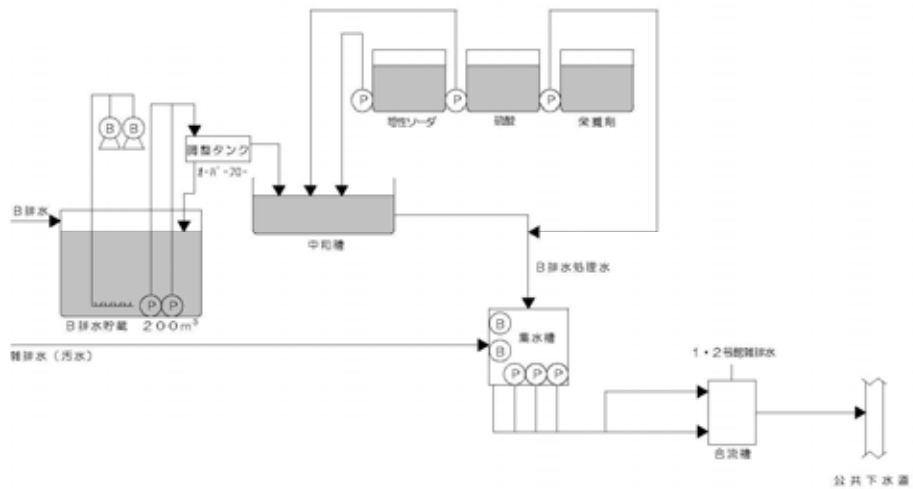 P
P
P
苛性ソーダ
硫酸
栄養剤
B
B
調整タンク
オーバーフロー
B排水
中和槽
P
P
B排水貯蔵 200m³
B排水処理水
雑排水（汚水）
B
B
集水槽
P
P
P
1・2号館雑排水
合流槽
公共下水道